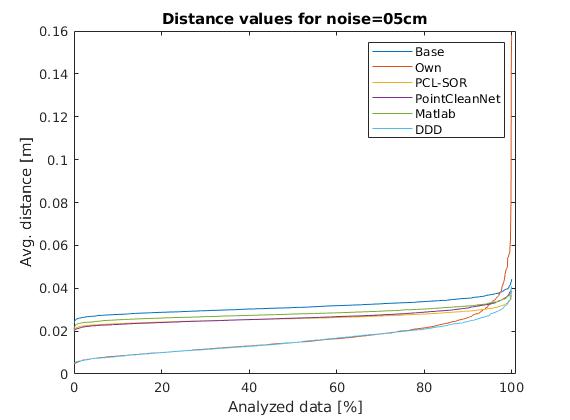 Distance values for noise=05cm
0.16
0.14
0.12
0.1
0.08
0.06
0.04
0.02
0
Avg. distance [m]
Base
Own
PCL-SOR
PointCleanNet
Matlab
DDD
0 20 40 60 80 100
Analyzed data [%]